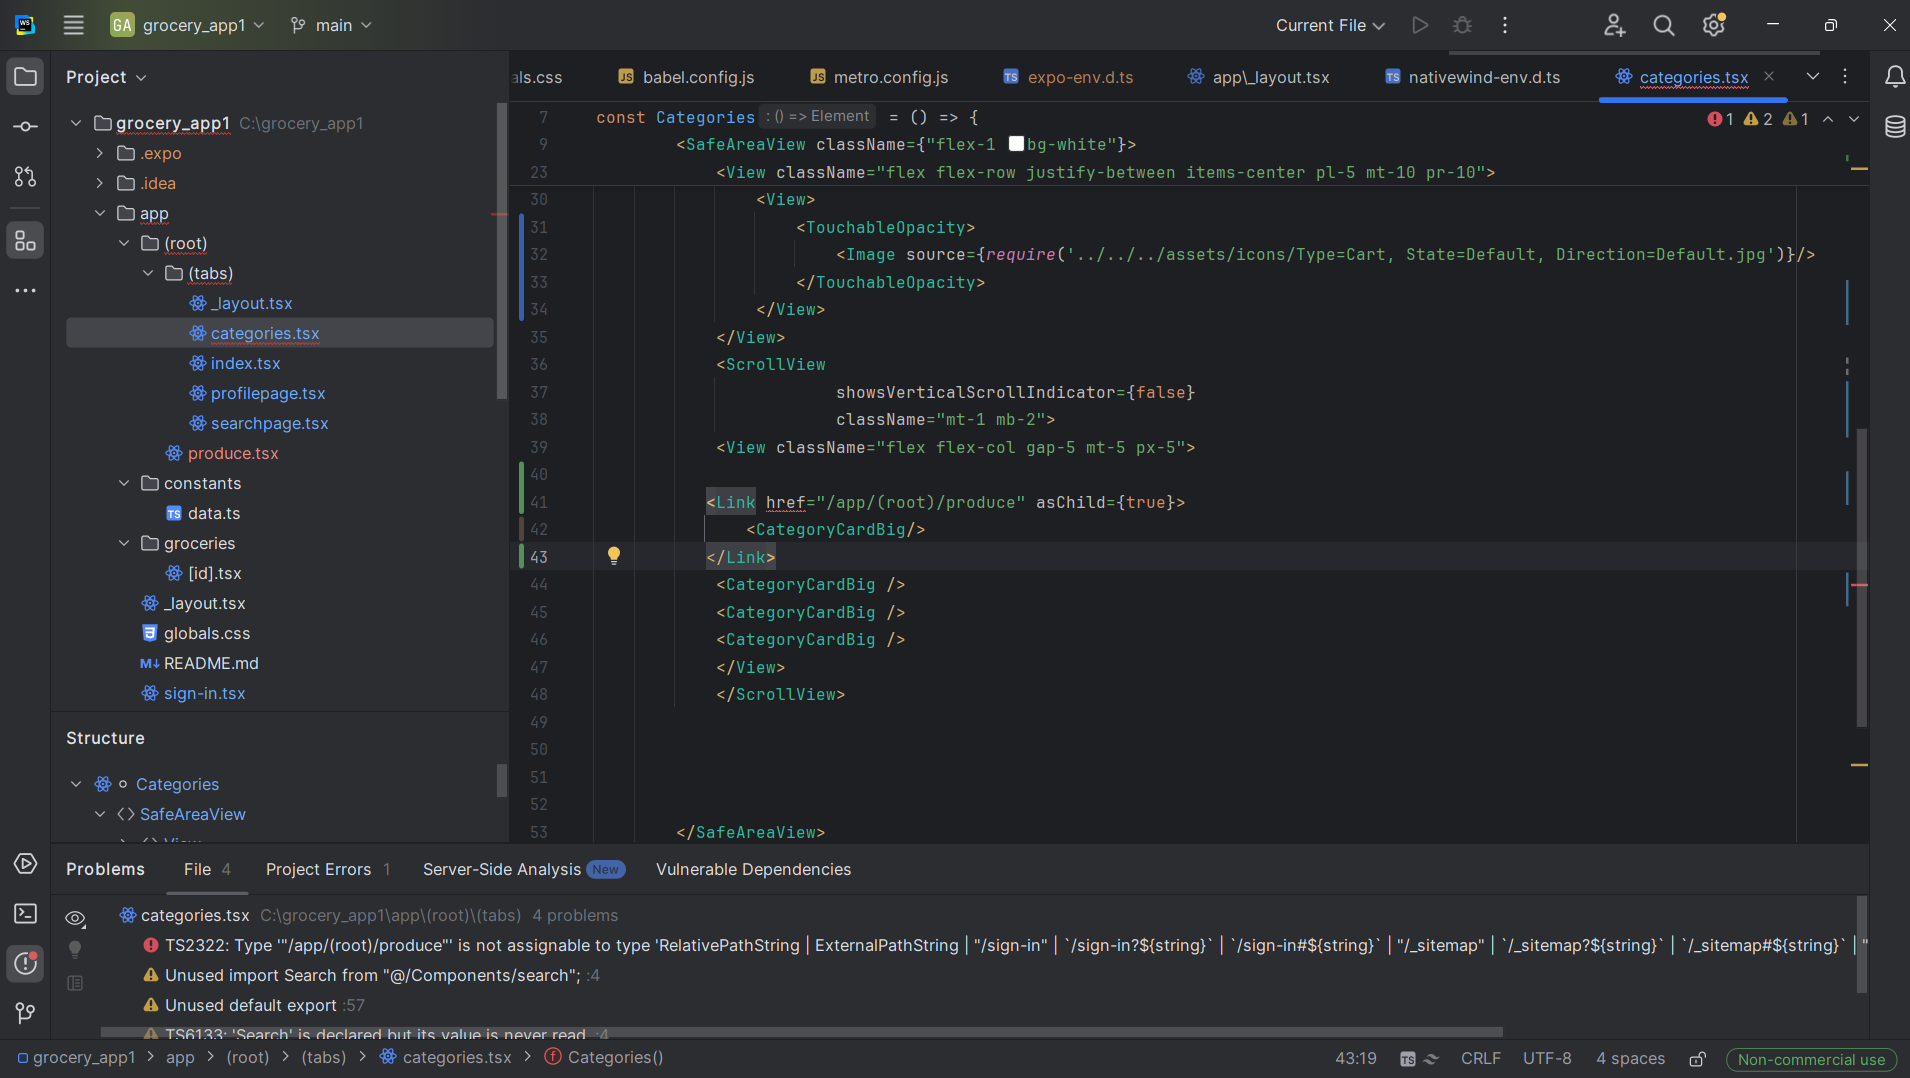 WS
GA grocery_app1 main
Current File
Project
als.css
JS babel.config.js
JS metro.config.js
TS expo-env.d.ts
app\_layout.tsx
TS nativewind-env.d.ts
categories.tsx
grocery_app1 C:\grocery_app1
.expo
.idea
app
(root)
(tabs)
_layout.tsx
categories.tsx
index.tsx
profilepage.tsx
searchpage.tsx
produce.tsx
constants
TS data.ts
groceries
[id].tsx
_layout.tsx
globals.css
M↓ README.md
sign-in.tsx
Structure
Categories
<> SafeAreaView
1 2 1
7 const Categories : () => Element = () => {
9 <SafeAreaView className={"flex-1 bg-white"}>
23 <View className="flex flex-row justify-between items-center pl-5 mt-10 pr-10">
30 <View>
31 <TouchableOpacity>
32 <Image source={require('../../../assets/icons/Type=Cart, State=Default, Direction=Default.jpg')}/>
33 </TouchableOpacity>
34 </View>
35 </View>
36 <ScrollView
37 showsVerticalScrollIndicator={false}
38 className="mt-1 mb-2">
39 <View className="flex flex-col gap-5 mt-5 px-5">
40
41 <Link href="/app/(root)/produce" asChild={true}>
42 <CategoryCardBig/>
43 </Link>
44 <CategoryCardBig />
45 <CategoryCardBig />
46 <CategoryCardBig />
47 </View>
48 </ScrollView>
49
50
51
52
53 </SafeAreaView>
Problems File 4 Project Errors 1 Server-Side Analysis New Vulnerable Dependencies
categories.tsx C:\grocery_app1\app\(root)\(tabs) 4 problems
TS2322: Type '"/app/(root)/produce"' is not assignable to type 'RelativePathString | ExternalPathString | "/sign-in" | `/sign-in?${string}` | `/sign-in#${string}` | "/_sitemap" | `/_sitemap?${string}` | `/_sitemap#${string}` | "
Unused import Search from "@/Components/search"; :4
Unused default export :57
TS6133: 'Search' is declared but its value is never read. :4
grocery_app1 > app > (root) > (tabs) > categories.tsx > f Categories()
43:19 TS CRLF UTF-8 4 spaces Non-commercial use